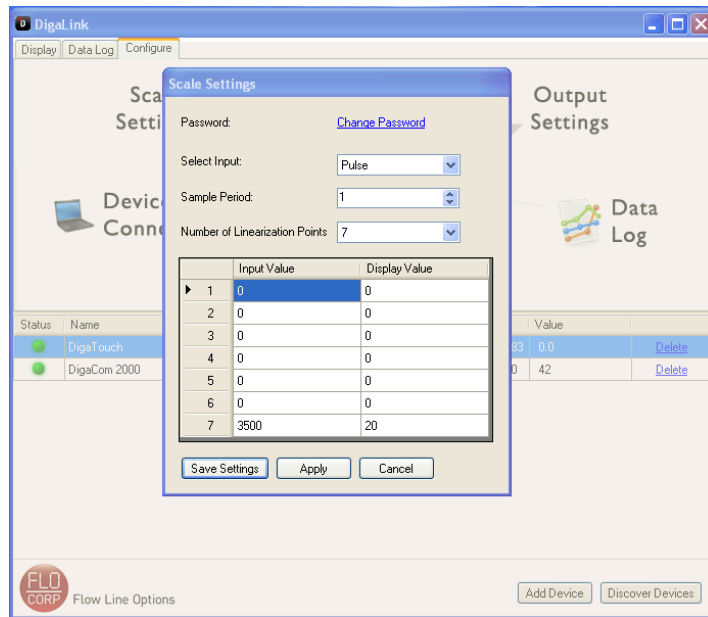 DigaLink
Display Data Log Configure
Sca
Setti
Output
Settings
Devic
Conne
Data
Log
Scale Settings
Password: Change Password
Select Input: Pulse
Sample Period: 1
Number of Linearization Points 7
Input Value Display Value
1 0 0
2 0 0
3 0 0
4 0 0
5 0 0
6 0 0
7 3500 20
Save Settings Apply Cancel
Status Name Value
DigaTouch 83 0.0 Delete
DigaCom 2000 0 42 Delete
FLO
CORP
Flow Line Options
Add Device Discover Devices